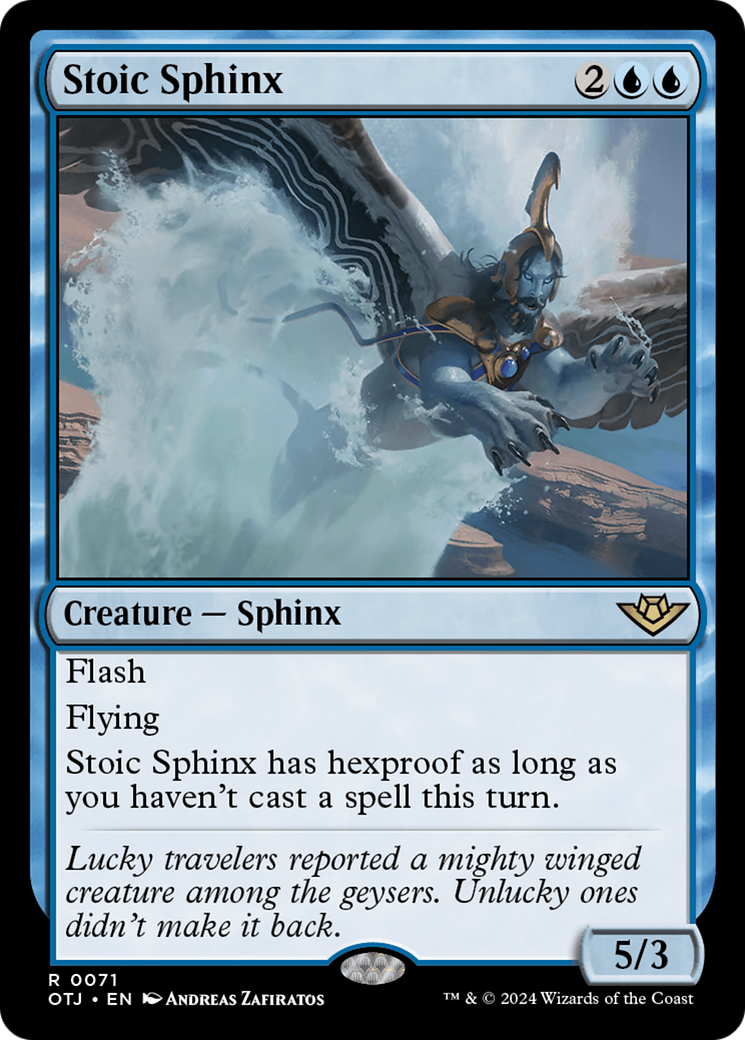 Stoic Sphinx 2
Creature — Sphinx
Flash
Flying
Stoic Sphinx has hexproof as long as
you haven't cast a spell this turn.
Lucky travelers reported a mighty winged
creature among the geysers. Unlucky ones
didn't make it back.
5/3
R 0071
OTJ • EN Andreas Zafiratos
™ & © 2024 Wizards of the Coast